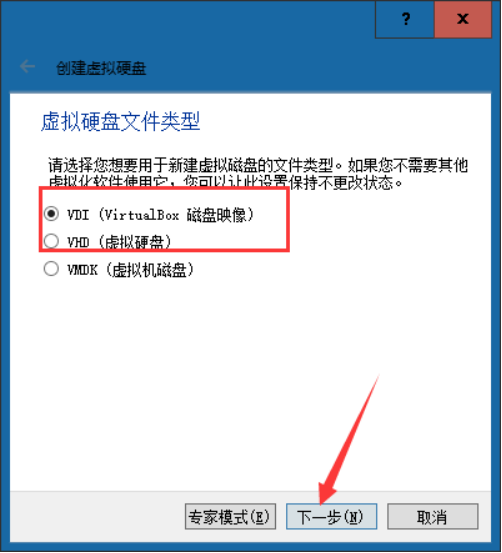 ?
x
创建虚拟硬盘
虚拟硬盘文件类型
请选择您想要用于新建虚拟磁盘的文件类型。如果您不需要其他
虚拟化软件使用它，您可以让此设置保持不更改状态。
VDI (VirtualBox 磁盘映像)
VHD (虚拟硬盘)
VMDK (虚拟机磁盘)
专家模式(E) 下一步(N) 取消